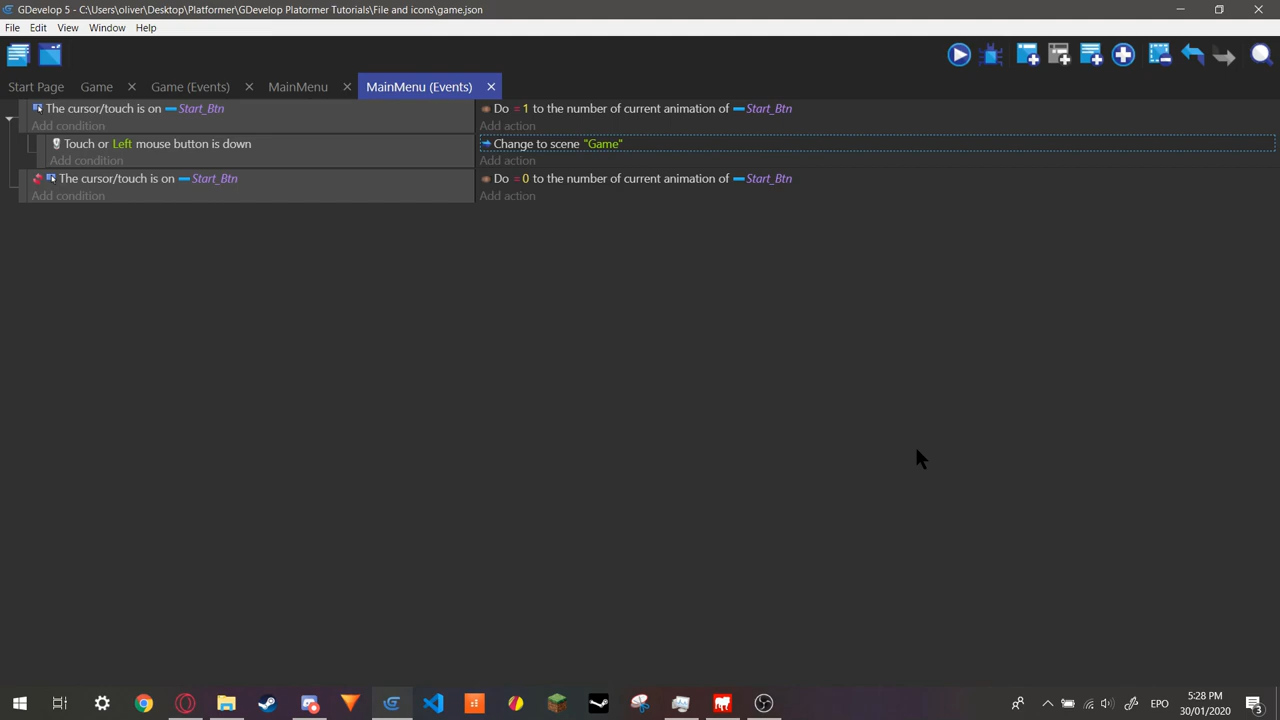 GDevelop 5 - C:\Users\oliver\Desktop\Platformer\GDevelop Platormer Tutorials\File and icons\game.json
File Edit View Window Help
Start Page Game Game (Events) MainMenu MainMenu (Events)
The cursor/touch is on Start_Btn Do = 1 to the number of current animation of Start_Btn
Add condition Add action
Touch or Left mouse button is down Change to scene "Game"
Add condition Add action
The cursor/touch is on Start_Btn Do = 0 to the number of current animation of Start_Btn
Add condition Add action
EPO
5:28 PM
30/01/2020
3